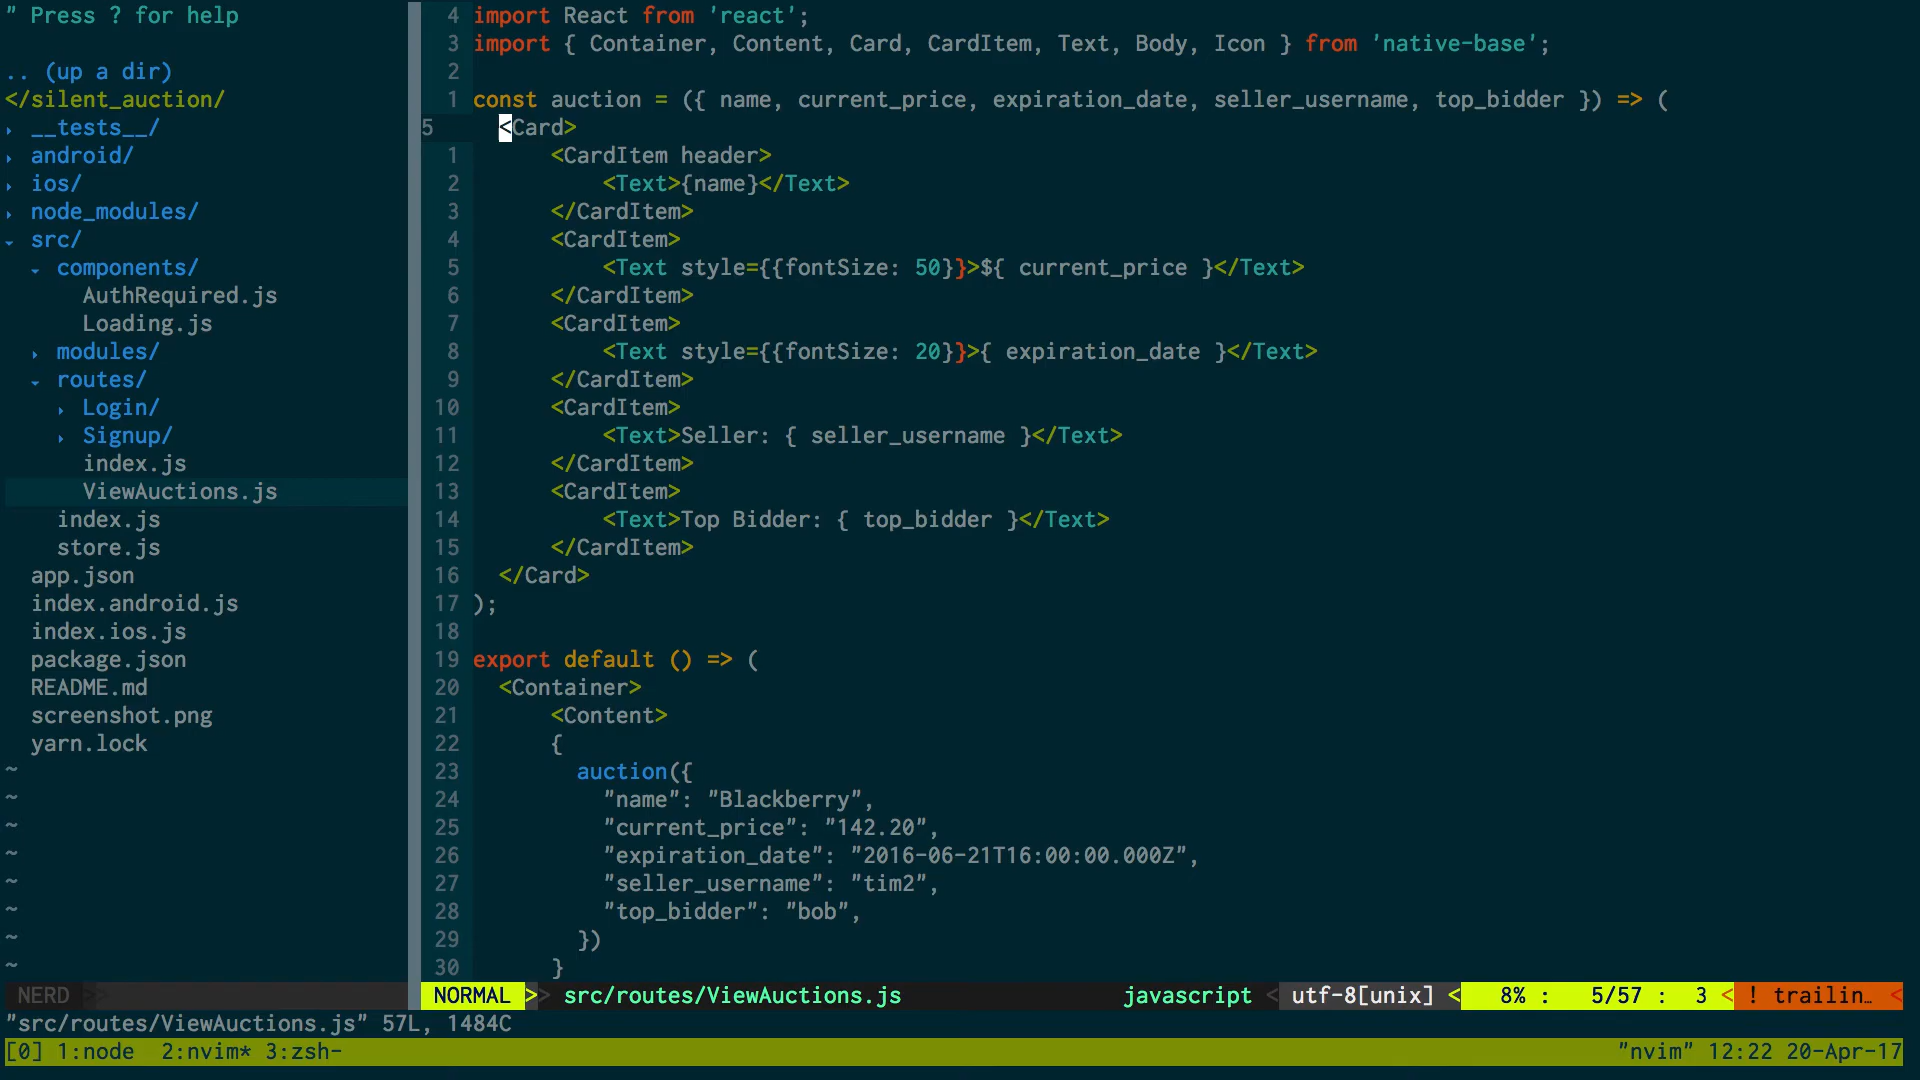 " Press ? for help
.. (up a dir)
</silent_auction/
▸ __tests__/
▸ android/
▸ ios/
▸ node_modules/
▾ src/
▾ components/
AuthRequired.js
Loading.js
▸ modules/
▾ routes/
▸ Login/
▸ Signup/
index.js
ViewAuctions.js
index.js
store.js
app.json
index.android.js
index.ios.js
package.json
README.md
screenshot.png
yarn.lock
~
~
~
~
~
~
~
~
4 import React from 'react';
3 import { Container, Content, Card, CardItem, Text, Body, Icon } from 'native-base';
2
1 const auction = ({ name, current_price, expiration_date, seller_username, top_bidder }) => (
5 <Card>
1 <CardItem header>
2 <Text>{name}</Text>
3 </CardItem>
4 <CardItem>
5 <Text style={{fontSize: 50}}>${ current_price }</Text>
6 </CardItem>
7 <CardItem>
8 <Text style={{fontSize: 20}}>{ expiration_date }</Text>
9 </CardItem>
10 <CardItem>
11 <Text>Seller: { seller_username }</Text>
12 </CardItem>
13 <CardItem>
14 <Text>Top Bidder: { top_bidder }</Text>
15 </CardItem>
16 </Card>
17 );
18
19 export default () => (
20 <Container>
21 <Content>
22 {
23 auction({
24 "name": "Blackberry",
25 "current_price": "142.20",
26 "expiration_date": "2016-06-21T16:00:00.000Z",
27 "seller_username": "tim2",
28 "top_bidder": "bob",
29 })
30 }
NERD >>
NORMAL >> src/routes/ViewAuctions.js javascript < utf-8[unix] < 8% : 5/57 : 3 < ! trailin… <
"src/routes/ViewAuctions.js" 57L, 1484C
[0] 1:node 2:nvim* 3:zsh- "nvim" 12:22 20-Apr-17